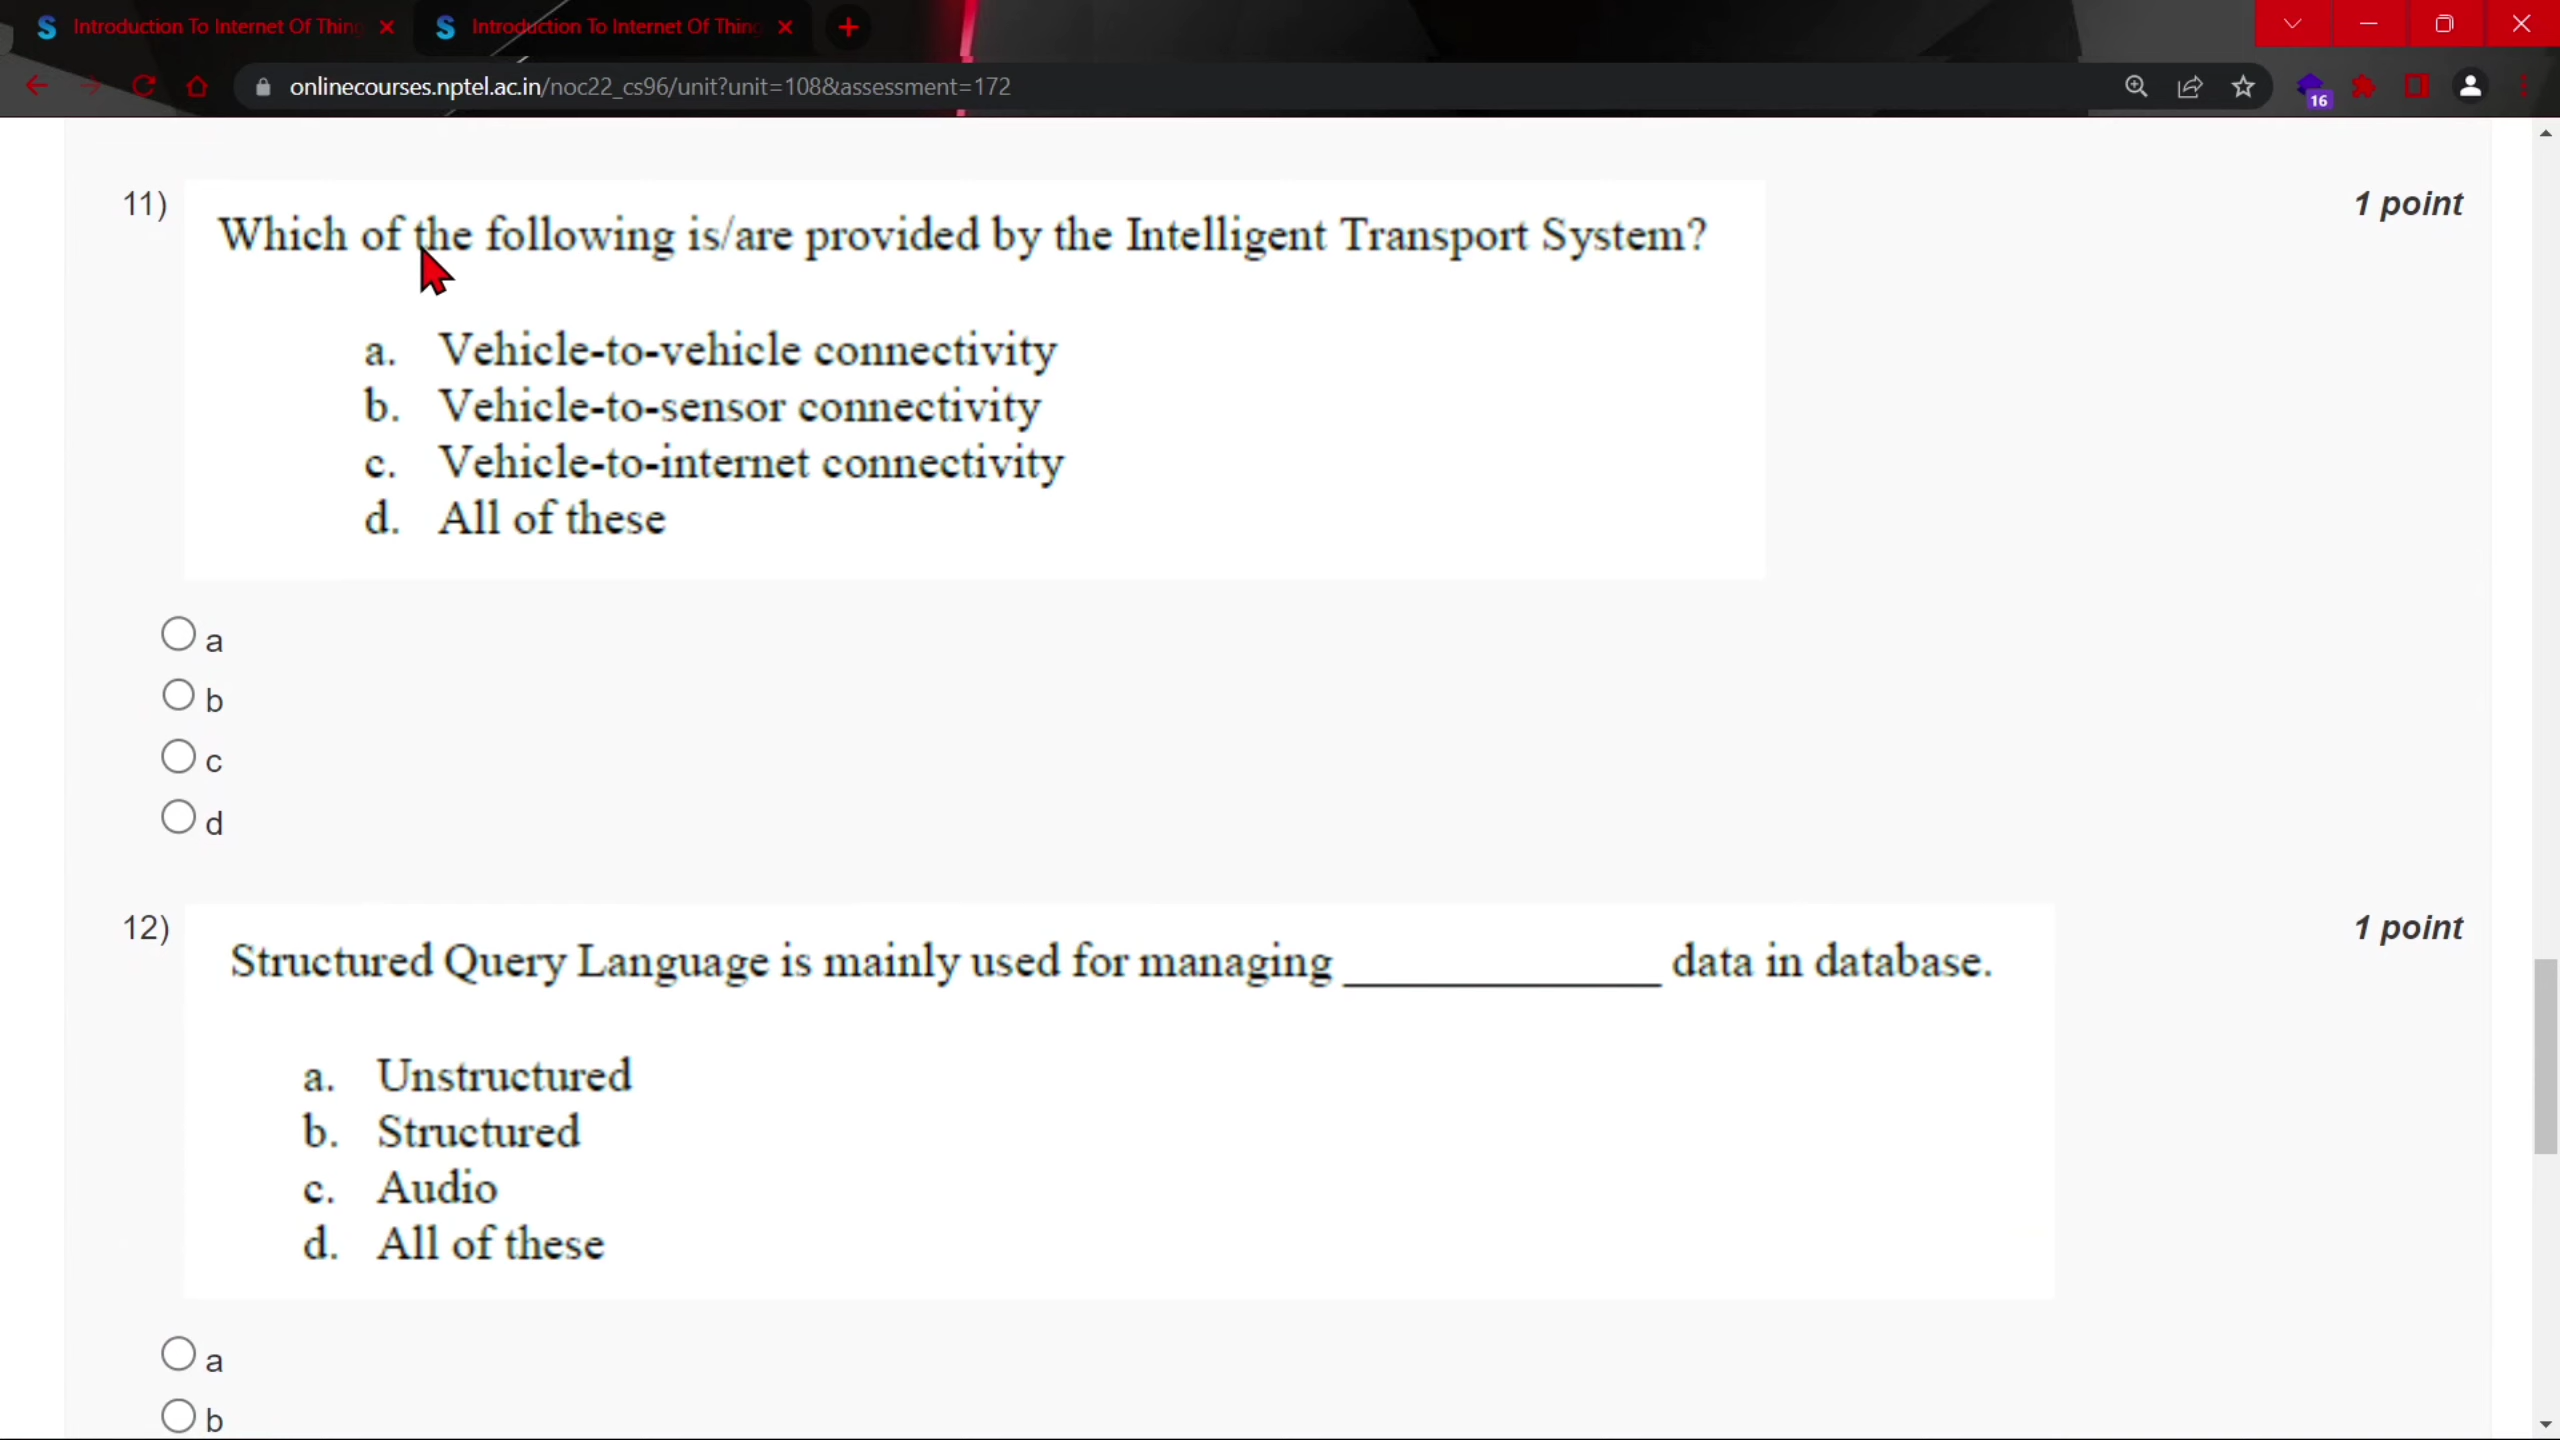 Introduction To Internet Of Thing
Introduction To Internet Of Thing
onlinecourses.nptel.ac.in/noc22_cs96/unit?unit=108&assessment=172
16
11)
1 point
Which of the following is/are provided by the Intelligent Transport System?
a. Vehicle-to-vehicle connectivity
b. Vehicle-to-sensor connectivity
c. Vehicle-to-internet connectivity
d. All of these
a
b
c
d
12)
1 point
Structured Query Language is mainly used for managing ______________ data in database.
a. Unstructured
b. Structured
c. Audio
d. All of these
a
b